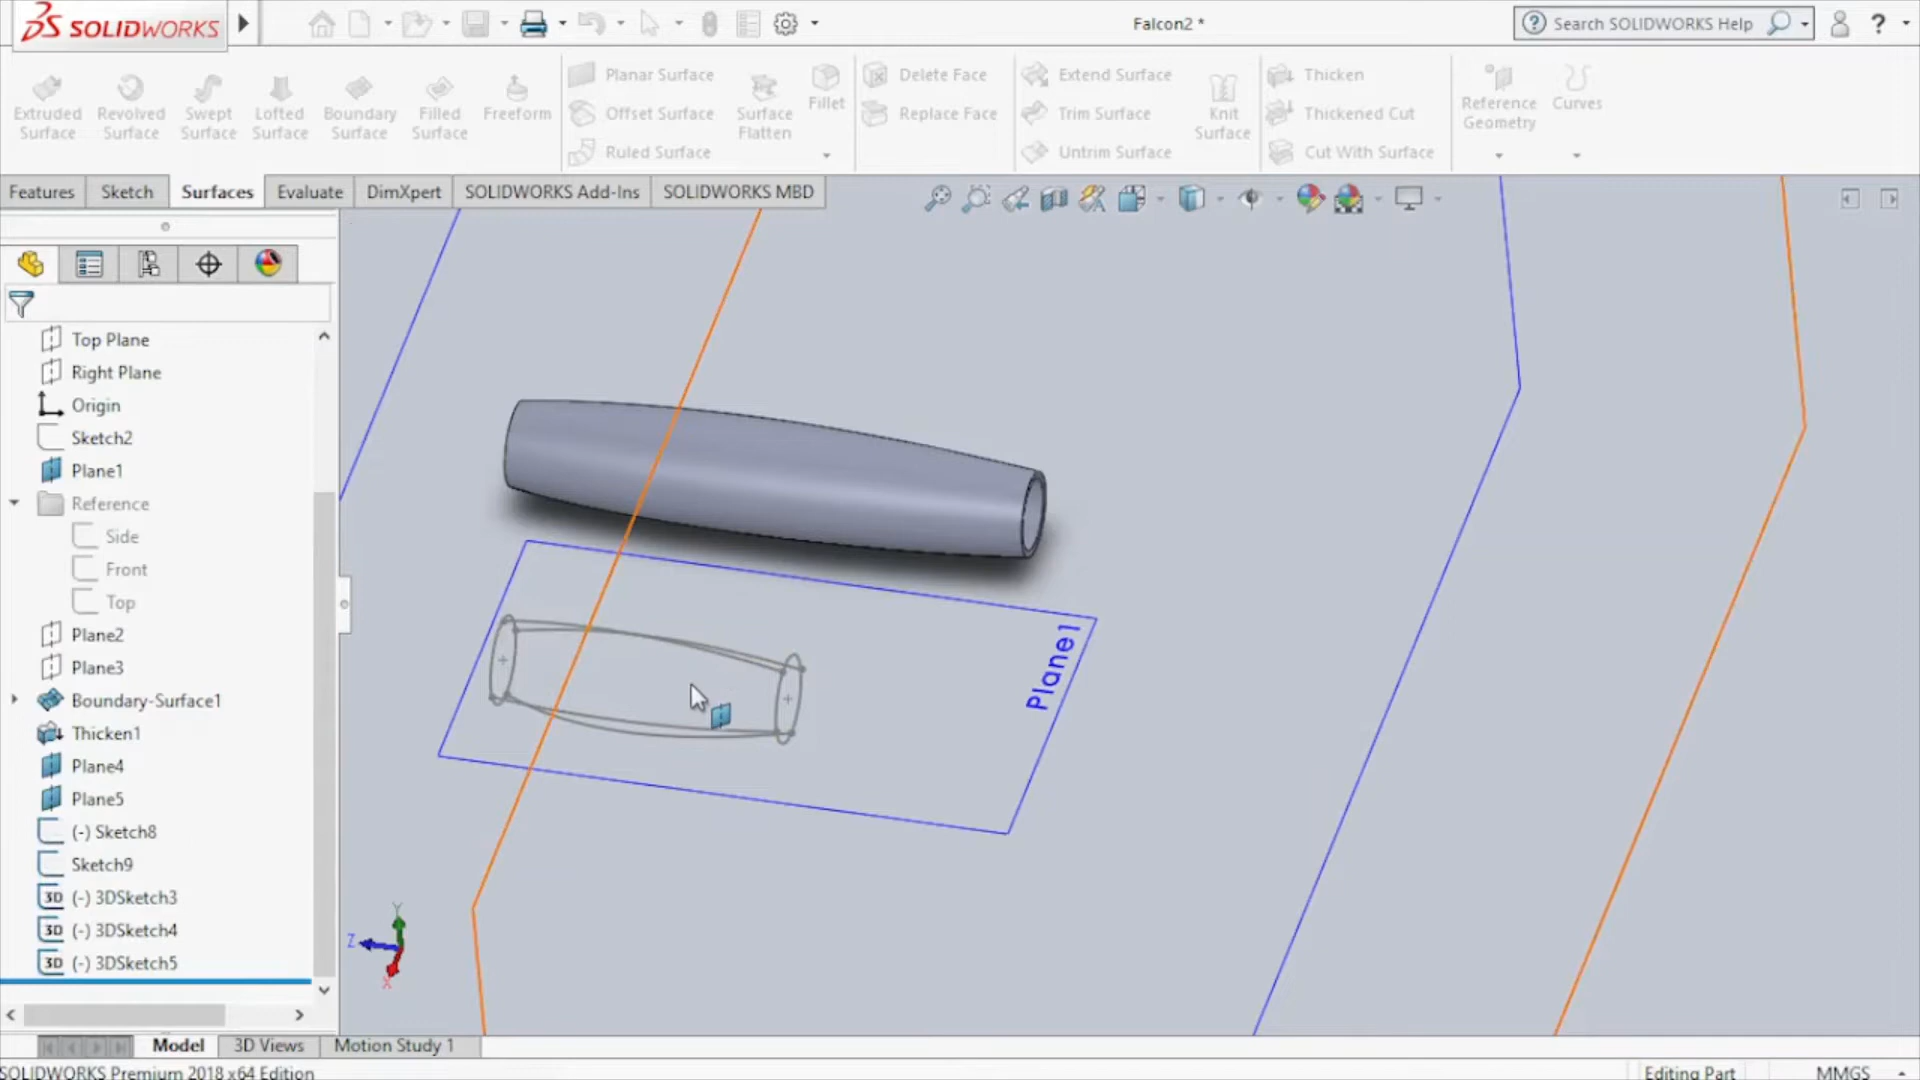 SOLIDWORKS
Falcon2 *
Search SOLIDWORKS Help
?
Extruded Surface
Revolved Surface
Swept Surface
Lofted Surface
Boundary Surface
Filled Surface
Freeform
Planar Surface
Offset Surface
Ruled Surface
Surface Flatten
Fillet
Delete Face
Replace Face
Extend Surface
Trim Surface
Untrim Surface
Knit Surface
Thicken
Thickened Cut
Cut With Surface
Reference Geometry
Curves
Features
Sketch
Surfaces
Evaluate
DimXpert
SOLIDWORKS Add-Ins
SOLIDWORKS MBD
Top Plane
Right Plane
Origin
Sketch2
Plane1
Reference
Side
Front
Top
Plane2
Plane3
Boundary-Surface1
Thicken1
Plane4
Plane5
(-) Sketch8
Sketch9
3D (-) 3DSketch3
3D (-) 3DSketch4
3D (-) 3DSketch5
Plane1
Y
Z
X
Model
3D Views
Motion Study 1
SOLIDWORKS Premium 2018 x64 Edition
Editing Part
MMGS